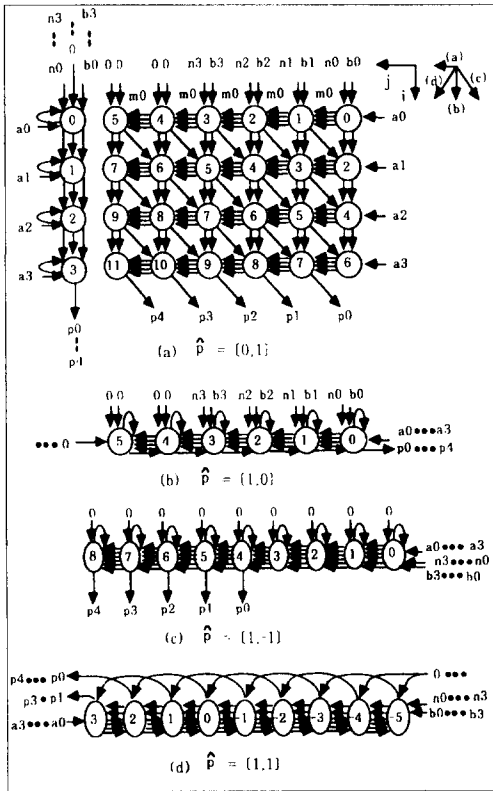 n3 b3
0
n0 b0 0 0 0 0 n3 b3 n2 b2 n1 b1 n0 b0
j i (a) (d) (c) (b)
m0 m0 m0 m0 m0
0 5 4 3 2 1 0 a0
a0
1 7 6 5 4 3 2 a1
a1
2 9 8 7 6 5 4 a2
a2
3 11 10 9 8 7 6 a3
a3
p0 p4 p3 p2 p1 p0
p4
(a) p̂ = [0,1]
0 0 0 0 n3 b3 n2 b2 n1 b1 n0 b0
•••0 5 4 3 2 1 0 a0•••a3
p0•••p4
(b) p̂ = [1,0]
0 0 0 0 0 0 0 0 0
8 7 6 5 4 3 2 1 0 a0••• a3
n3•••n0
b3•••b0
p4 p3 p2 p1 p0
(c) p̂ = [1,-1]
p4••• p0 0•••
p3•p1 n0•••n3
a3•••a0 3 2 1 0 -1 -2 -3 -4 -5 b0••• b3
(d) p̂ = [1,1]